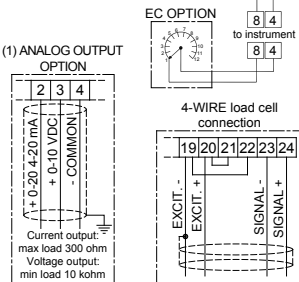 EC OPTION
8 4
to instrument
8 4
(1) ANALOG OUTPUT
OPTION
2 3 4
+ 0-20 4-20 mA
+ 0-10 VDC
- COMMON
Current output:
max load 300 ohm
Voltage output:
min load 10 kohm
4-WIRE load cell
connection
19 20 21 22 23 24
EXCIT. -
EXCIT. +
SIGNAL -
SIGNAL +